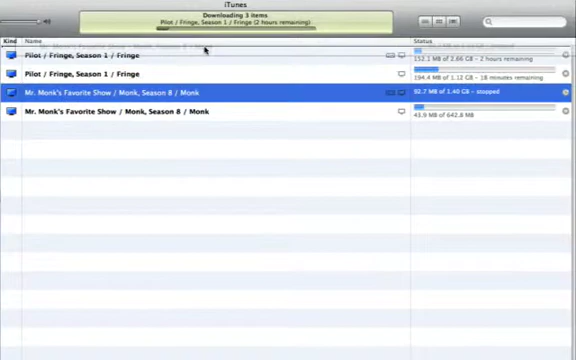 iTunes
Downloading 3 items
Pilot / Fringe, Season 1 / Fringe (2 hours remaining)
Kind Name Status
Pilot / Fringe, Season 1 / Fringe
152.1 MB of 2.66 GB - 2 hours remaining
Pilot / Fringe, Season 1 / Fringe
194.4 MB of 1.12 GB - 18 minutes remaining
Mr. Monk's Favorite Show / Monk, Season 8 / Monk
92.7 MB of 1.40 GB - stopped
Mr. Monk's Favorite Show / Monk, Season 8 / Monk
43.9 MB of 642.8 MB